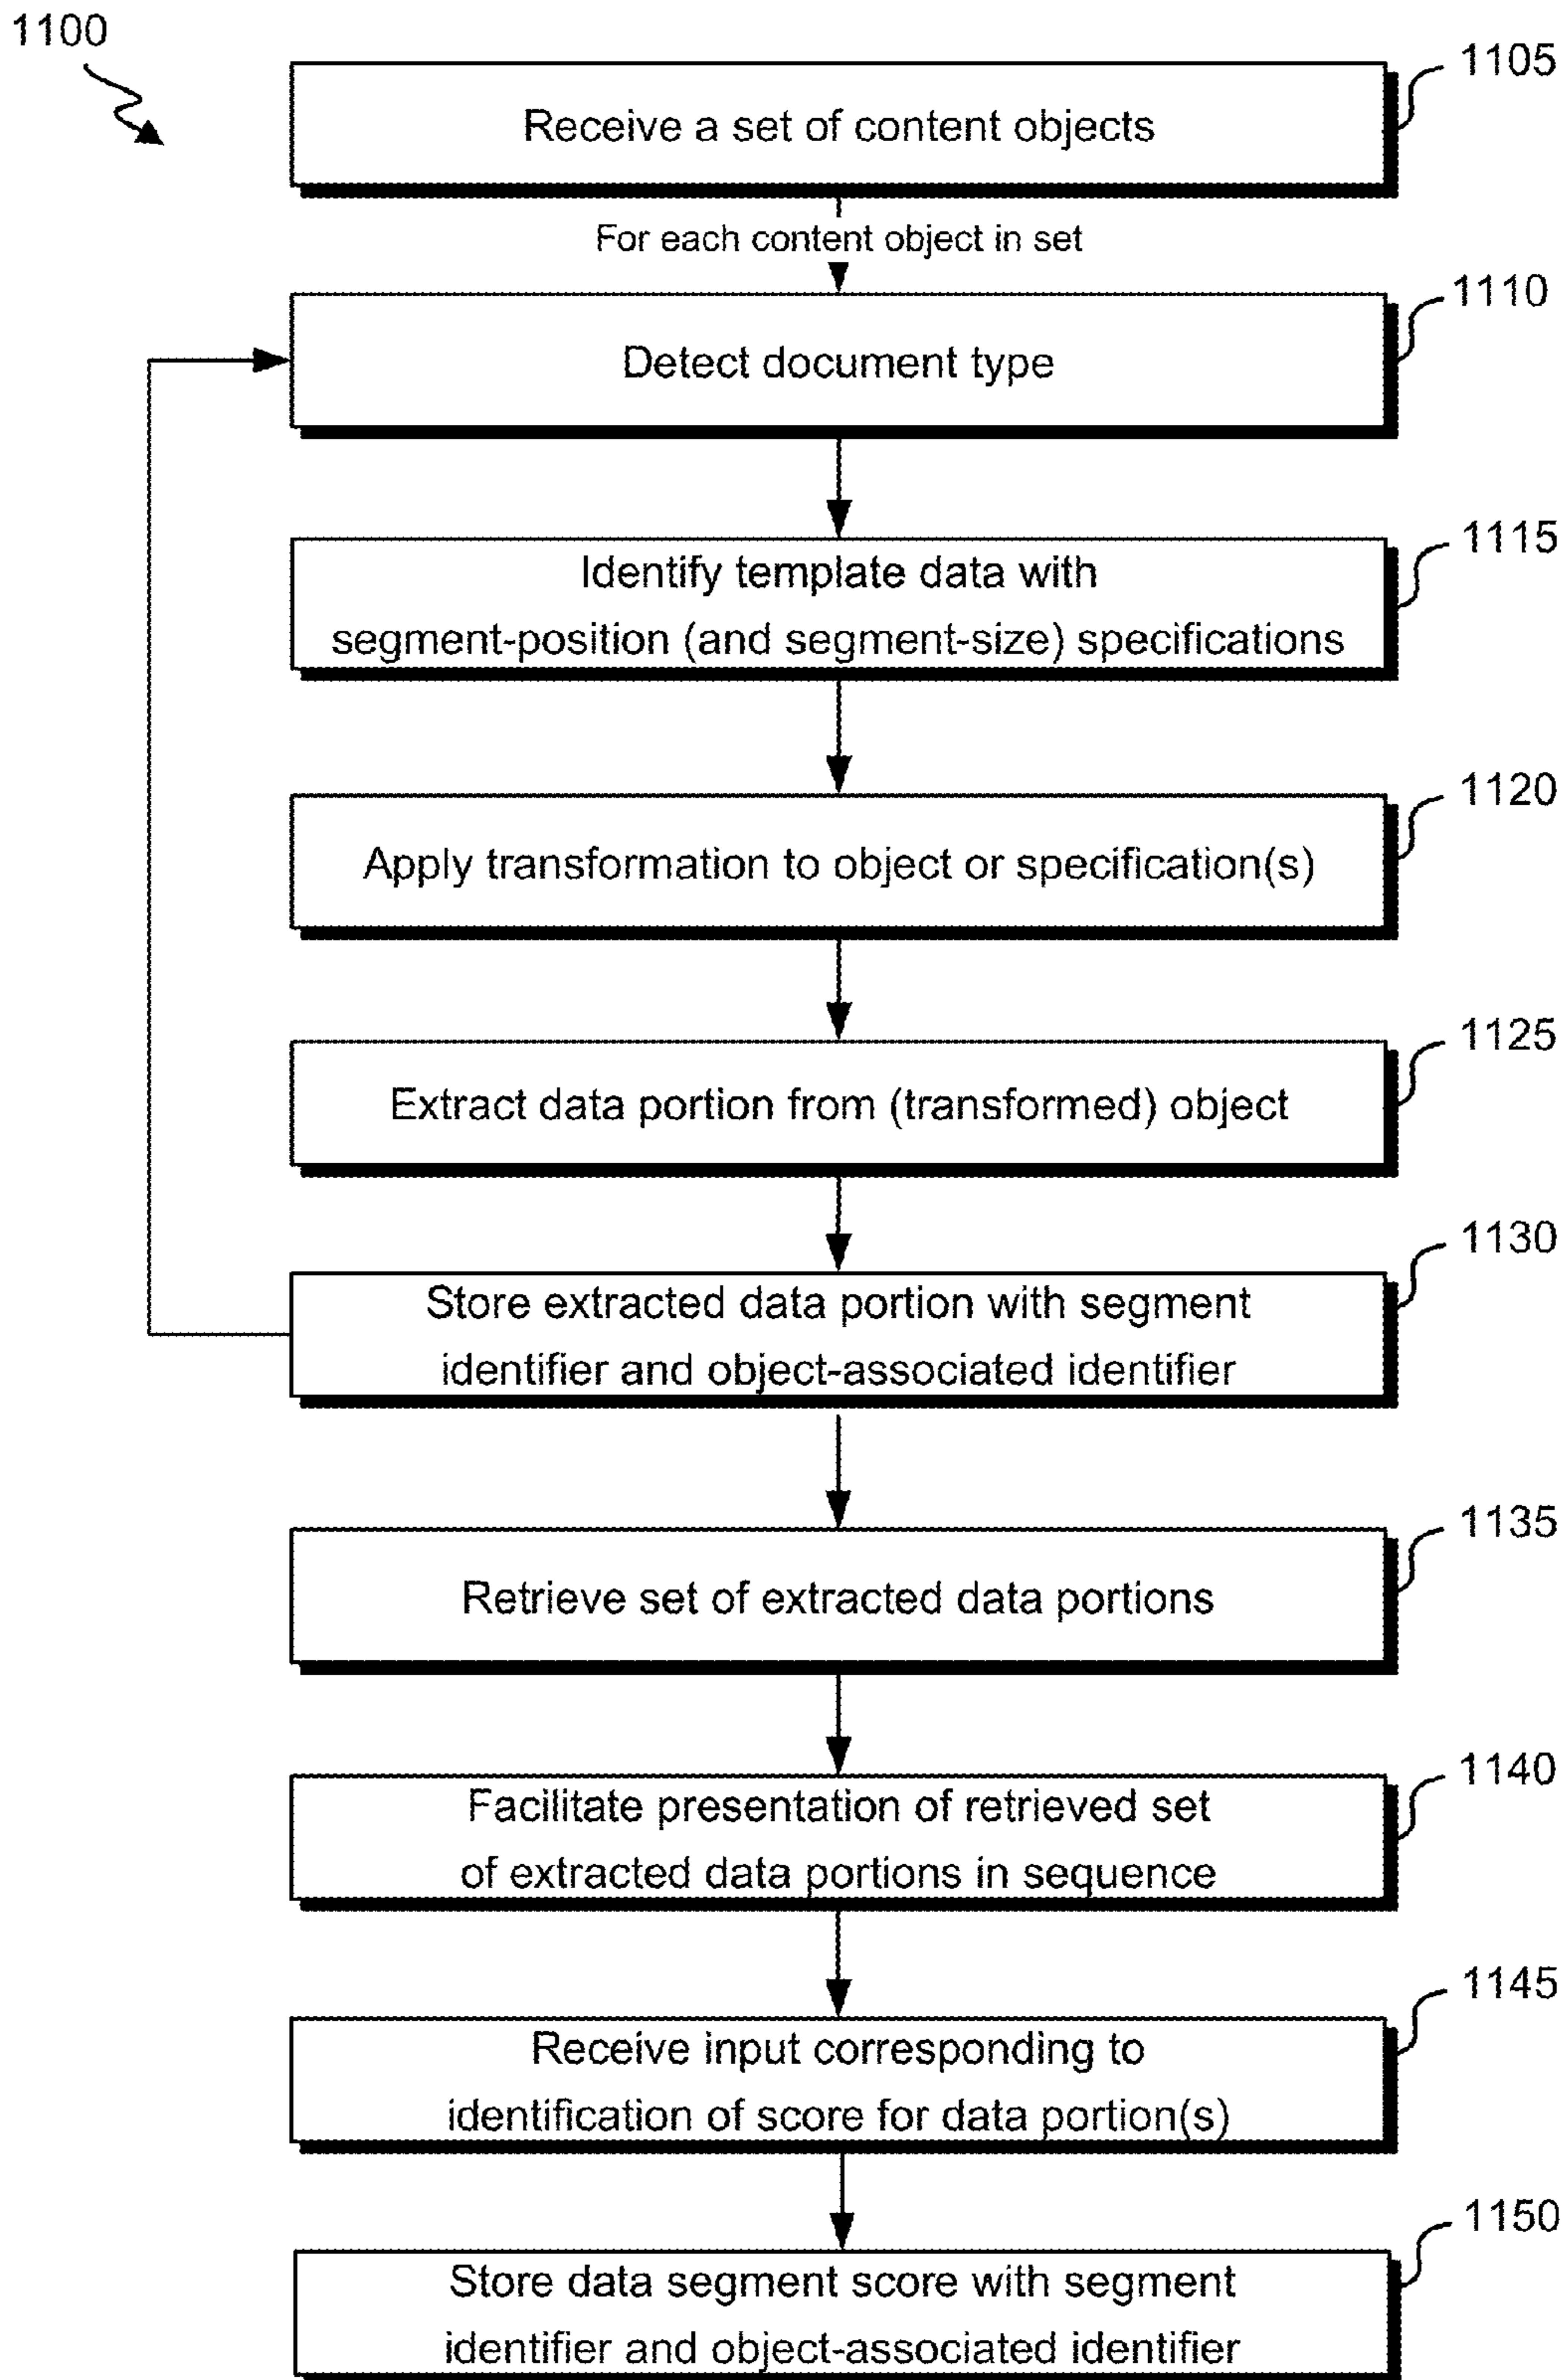 1100
1105
Receive a set of content objects
For each content object in set
1110
Detect document type
1115
Identify template data with
segment-position (and segment-size) specifications
1120
Apply transformation to object or specification(s)
1125
Extract data portion from (transformed) object
1130
Store extracted data portion with segment
identifier and object-associated identifier
1135
Retrieve set of extracted data portions
1140
Facilitate presentation of retrieved set
of extracted data portions in sequence
1145
Receive input corresponding to
identification of score for data portion(s)
1150
Store data segment score with segment
identifier and object-associated identifier